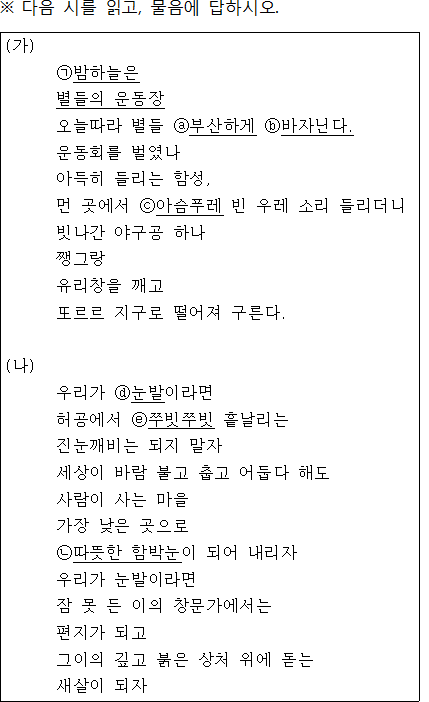 ※ 다음 시를 읽고, 물음에 답하시오.
(가)
㉠밤하늘은
별들의 운동장
오늘따라 별들 ⓐ부산하게 ⓑ바자닌다.
운동회를 벌였나
아득히 들리는 함성,
먼 곳에서 ⓒ아슴푸레 빈 우레 소리 들리더니
빗나간 야구공 하나
쨍그랑
유리창을 깨고
또르르 지구로 떨어져 구른다.
(나)
우리가 ⓓ눈발이라면
허공에서 ⓔ쭈빗쭈빗 흩날리는
진눈깨비는 되지 말자
세상이 바람 불고 춥고 어둡다 해도
사람이 사는 마을
가장 낮은 곳으로
㉡따뜻한 함박눈이 되어 내리자
우리가 눈발이라면
잠 못 든 이의 창문가에서는
편지가 되고
그이의 깊고 붉은 상처 위에 돋는
새살이 되자